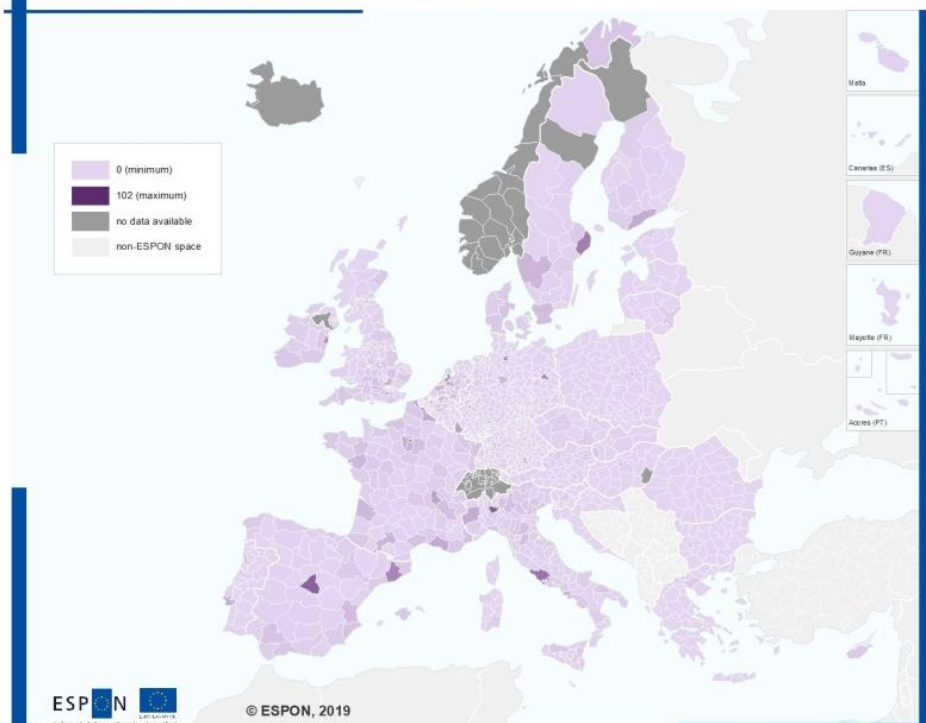 0 (minimum)
102 (maximum)
no data available
non-ESPON space
Malta
Canarias (ES)
Guyane (FR)
Mayotte (FR)
Acores (PT)
ESPON
© ESPON, 2019